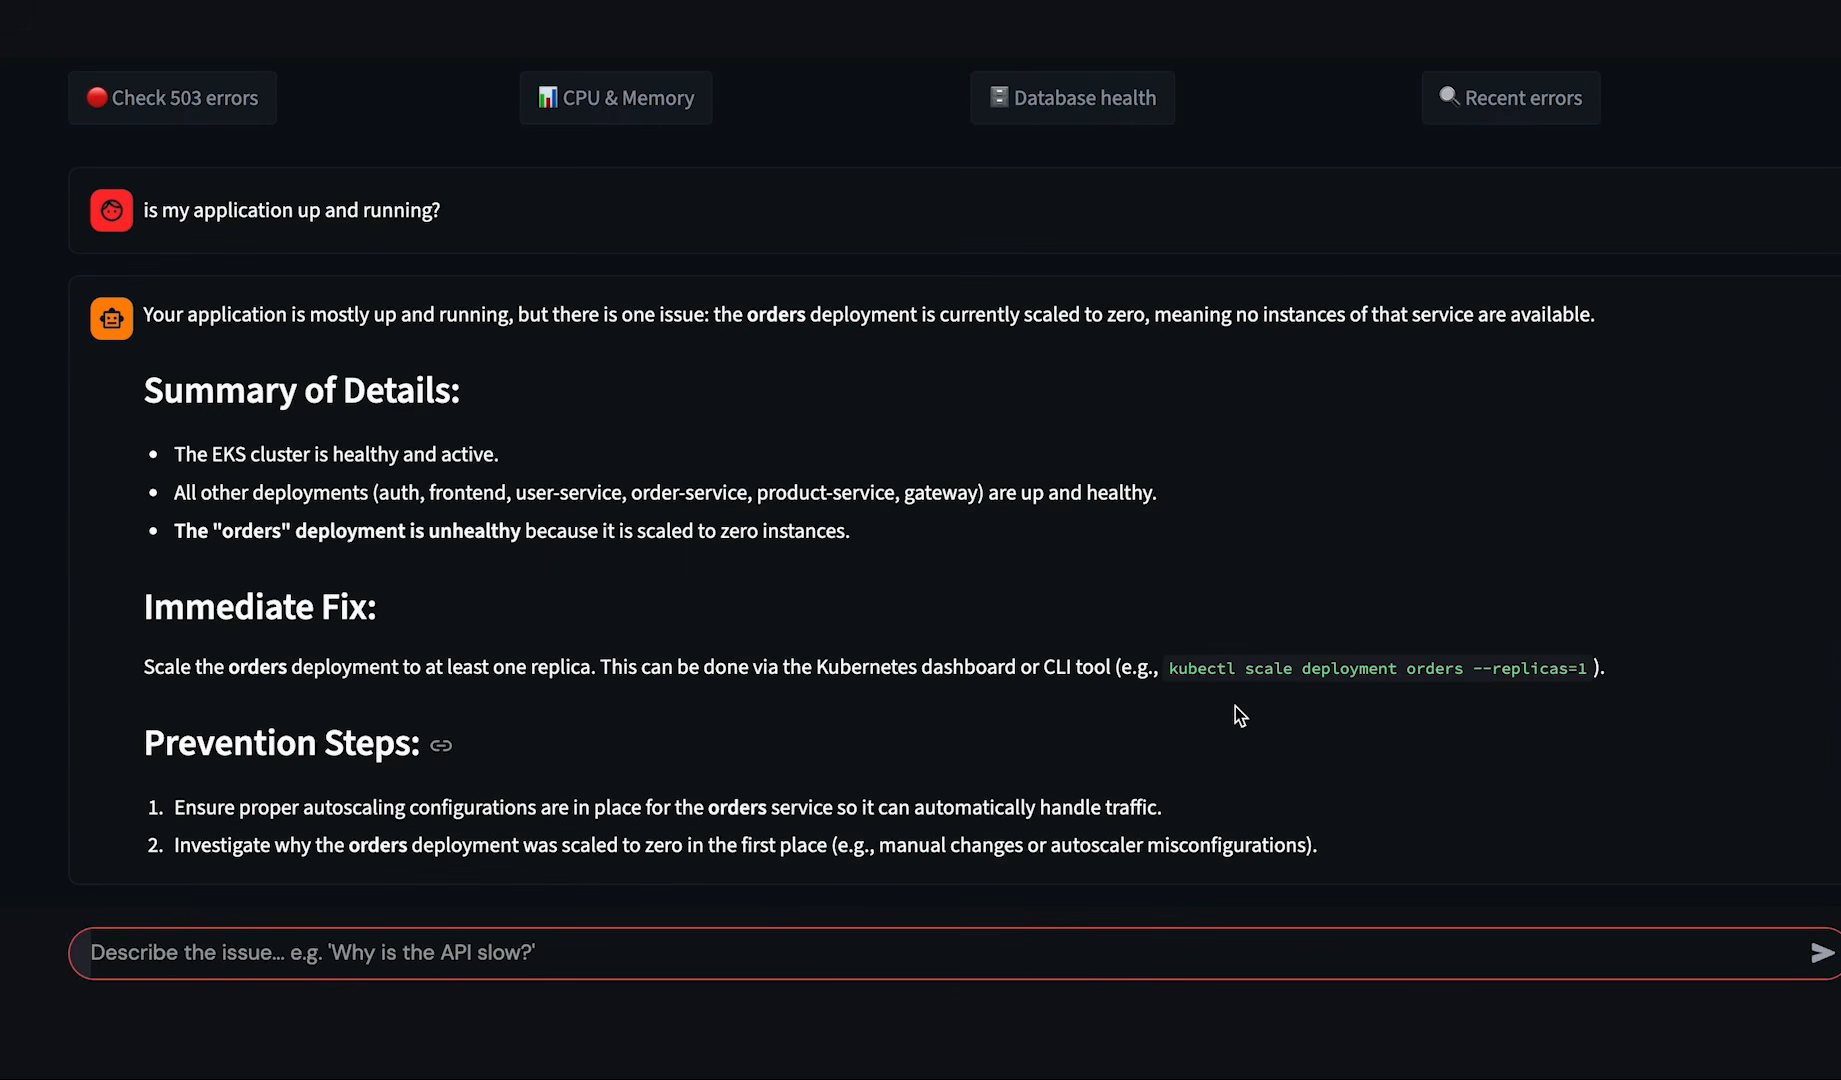 Check 503 errors
CPU & Memory
Database health
Recent errors
is my application up and running?
Your application is mostly up and running, but there is one issue: the orders deployment is currently scaled to zero, meaning no instances of that service are available.
Summary of Details:
• The EKS cluster is healthy and active.
• All other deployments (auth, frontend, user-service, order-service, product-service, gateway) are up and healthy.
• The "orders" deployment is unhealthy because it is scaled to zero instances.
Immediate Fix:
Scale the orders deployment to at least one replica. This can be done via the Kubernetes dashboard or CLI tool (e.g., kubectl scale deployment orders --replicas=1 ).
Prevention Steps:
1. Ensure proper autoscaling configurations are in place for the orders service so it can automatically handle traffic.
2. Investigate why the orders deployment was scaled to zero in the first place (e.g., manual changes or autoscaler misconfigurations).
Describe the issue... e.g. 'Why is the API slow?'